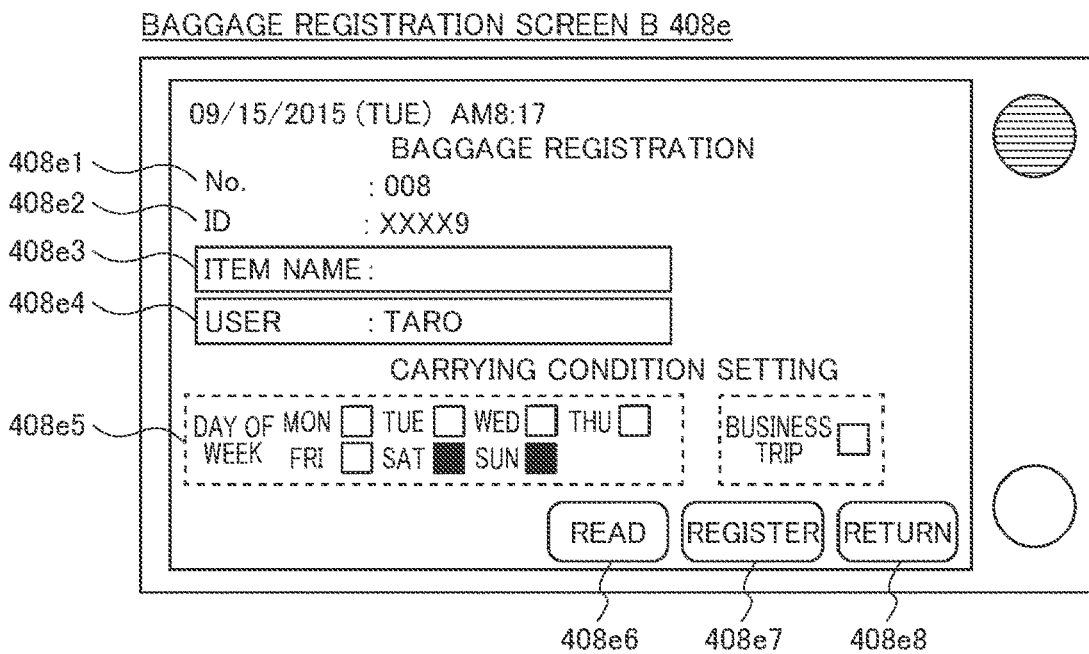 BAGGAGE REGISTRATION SCREEN B 408e
09/15/2015 (TUE) AM8:17
BAGGAGE REGISTRATION
408e1
No. : 008
408e2
ID : XXXX9
408e3
ITEM NAME :
408e4
USER : TARO
CARRYING CONDITION SETTING
408e5
DAY OF WEEK
MON TUE WED THU
FRI SAT SUN
BUSINESS TRIP
READ REGISTER RETURN
408e6 408e7 408e8